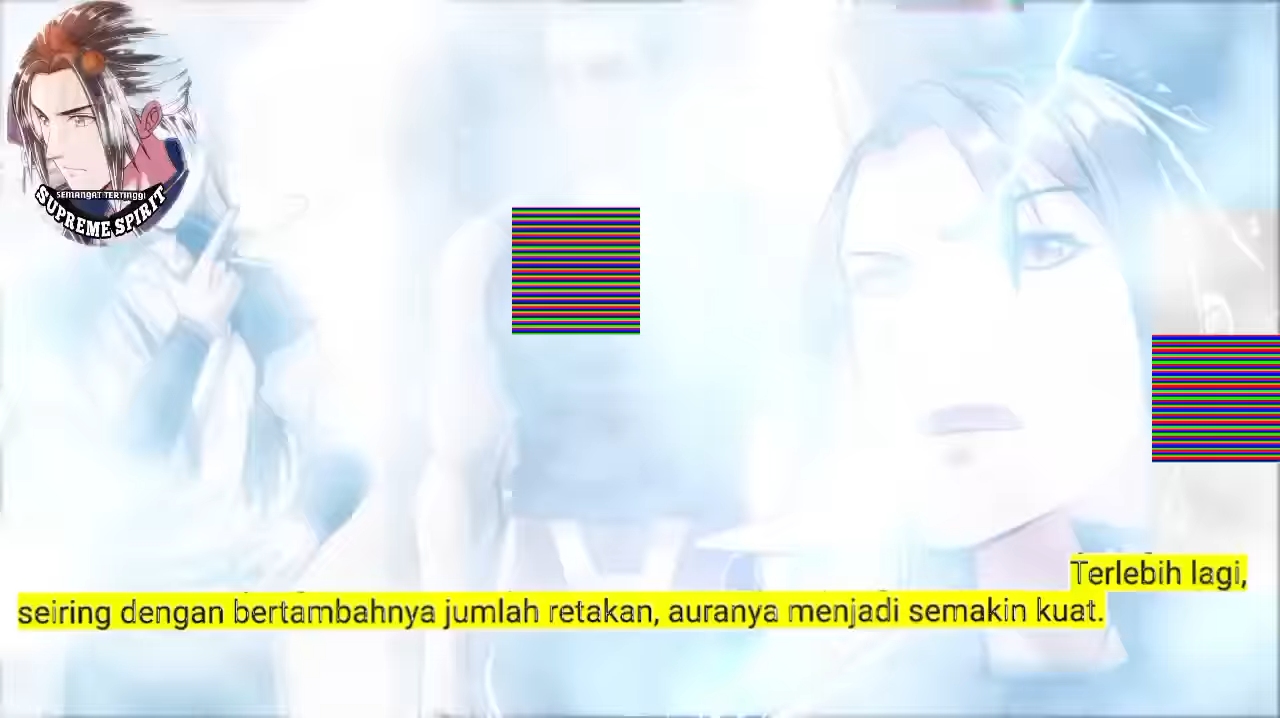 SEMANGAT TERTINGGI
SUPREME SPIRIT
Terlebih lagi,
seiring dengan bertambahnya jumlah retakan, auranya menjadi semakin kuat.